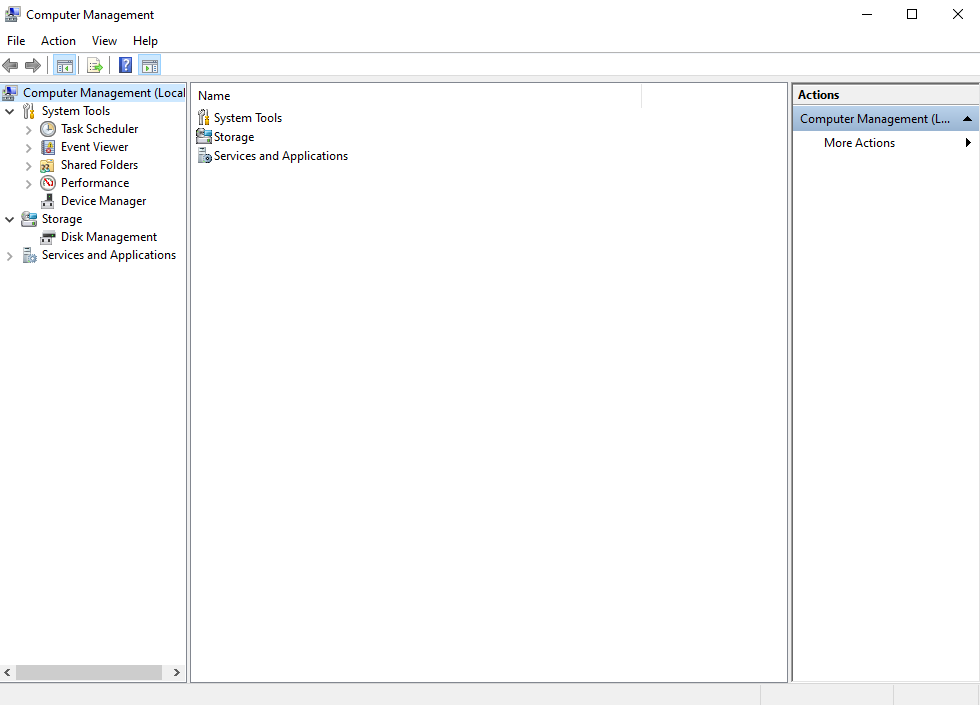 Computer Management
File Action View Help
Computer Management (Local
System Tools
Task Scheduler
Event Viewer
Shared Folders
Performance
Device Manager
Storage
Disk Management
Services and Applications
Name
System Tools
Storage
Services and Applications
Actions
Computer Management (L...
More Actions